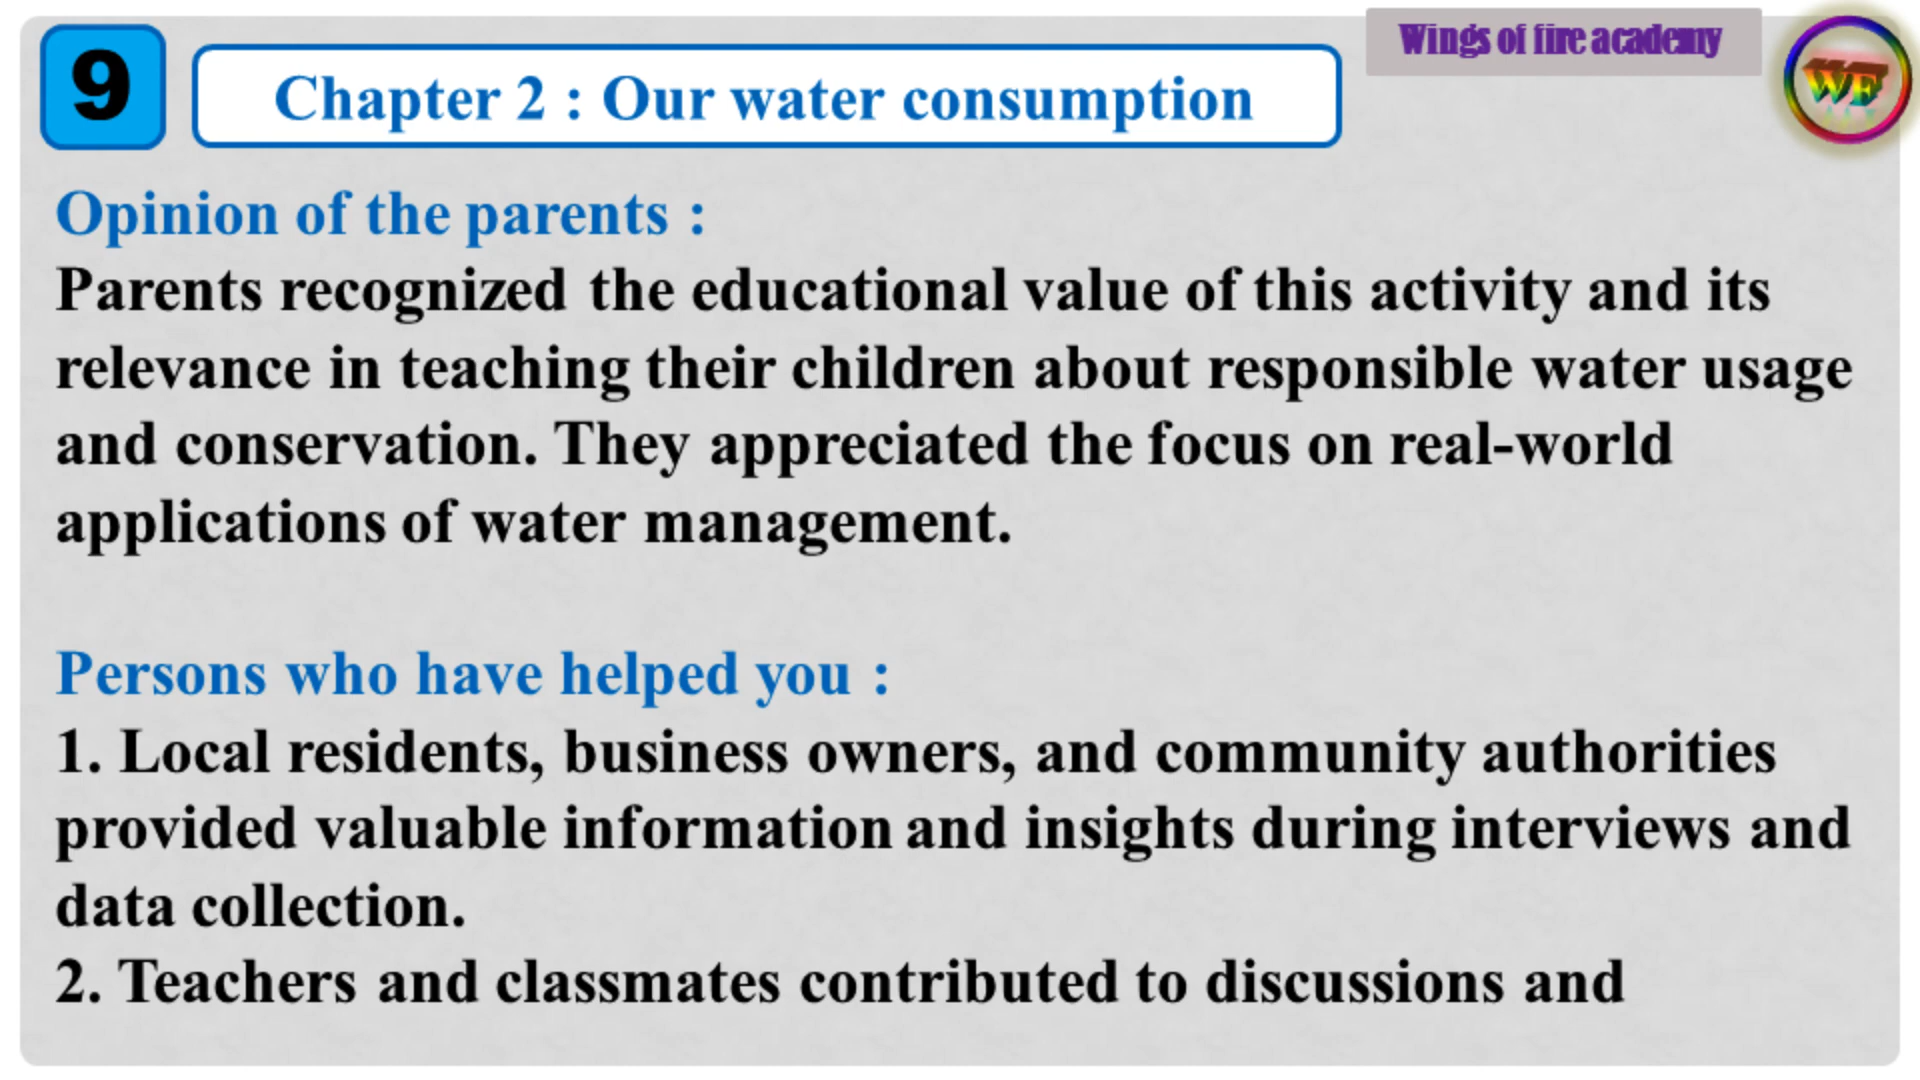 9
Chapter 2 : Our water consumption
Wings of fire academy
WF
Opinion of the parents :
Parents recognized the educational value of this activity and its
relevance in teaching their children about responsible water usage
and conservation. They appreciated the focus on real-world
applications of water management.
Persons who have helped you :
1. Local residents, business owners, and community authorities
provided valuable information and insights during interviews and
data collection.
2. Teachers and classmates contributed to discussions and